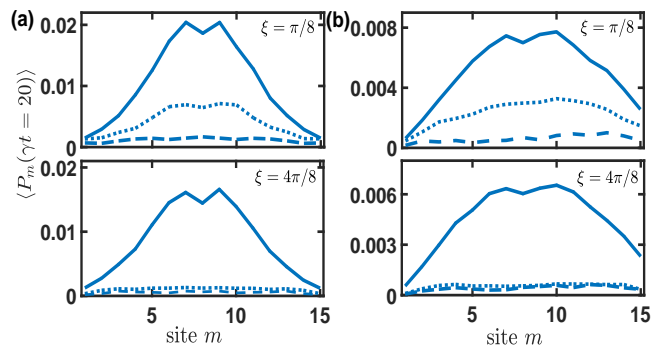 (a)
0.02
0.01
0
ξ = π/8
(b)
0.008
0.004
0
ξ = π/8
⟨P_m(γt = 20)⟩
0.02
0.01
0
ξ = 4π/8
5
10
15
site m
0.006
0.003
0
ξ = 4π/8
5
10
15
site m